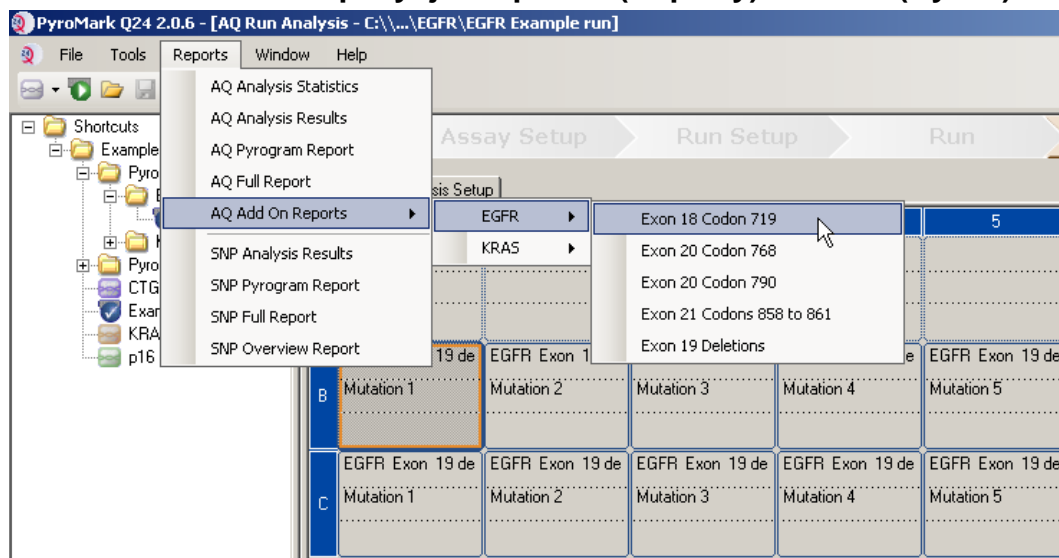 PyroMark Q24 2.0.6 - [AQ Run Analysis - C:\\...\EGFR\EGFR Example run]
File Tools Reports Window Help
AQ Analysis Statistics
AQ Analysis Results
AQ Pyrogram Report
AQ Full Report
AQ Add On Reports
SNP Analysis Results
SNP Pyrogram Report
SNP Full Report
SNP Overview Report
EGFR
KRAS
Exon 18 Codon 719
Exon 20 Codon 768
Exon 20 Codon 790
Exon 21 Codons 858 to 861
Exon 19 Deletions
Shortcuts
Example
Pyro
E
Pyro
CTG
Exar
KRA
p16
Assay Setup Run Setup Run
sis Setup
5
19 de EGFR Exon 1 e EGFR Exon 19 de
B Mutation 1 Mutation 2 Mutation 3 Mutation 4 Mutation 5
EGFR Exon 19 de EGFR Exon 19 de EGFR Exon 19 de EGFR Exon 19 de EGFR Exon 19 de
C Mutation 1 Mutation 2 Mutation 3 Mutation 4 Mutation 5